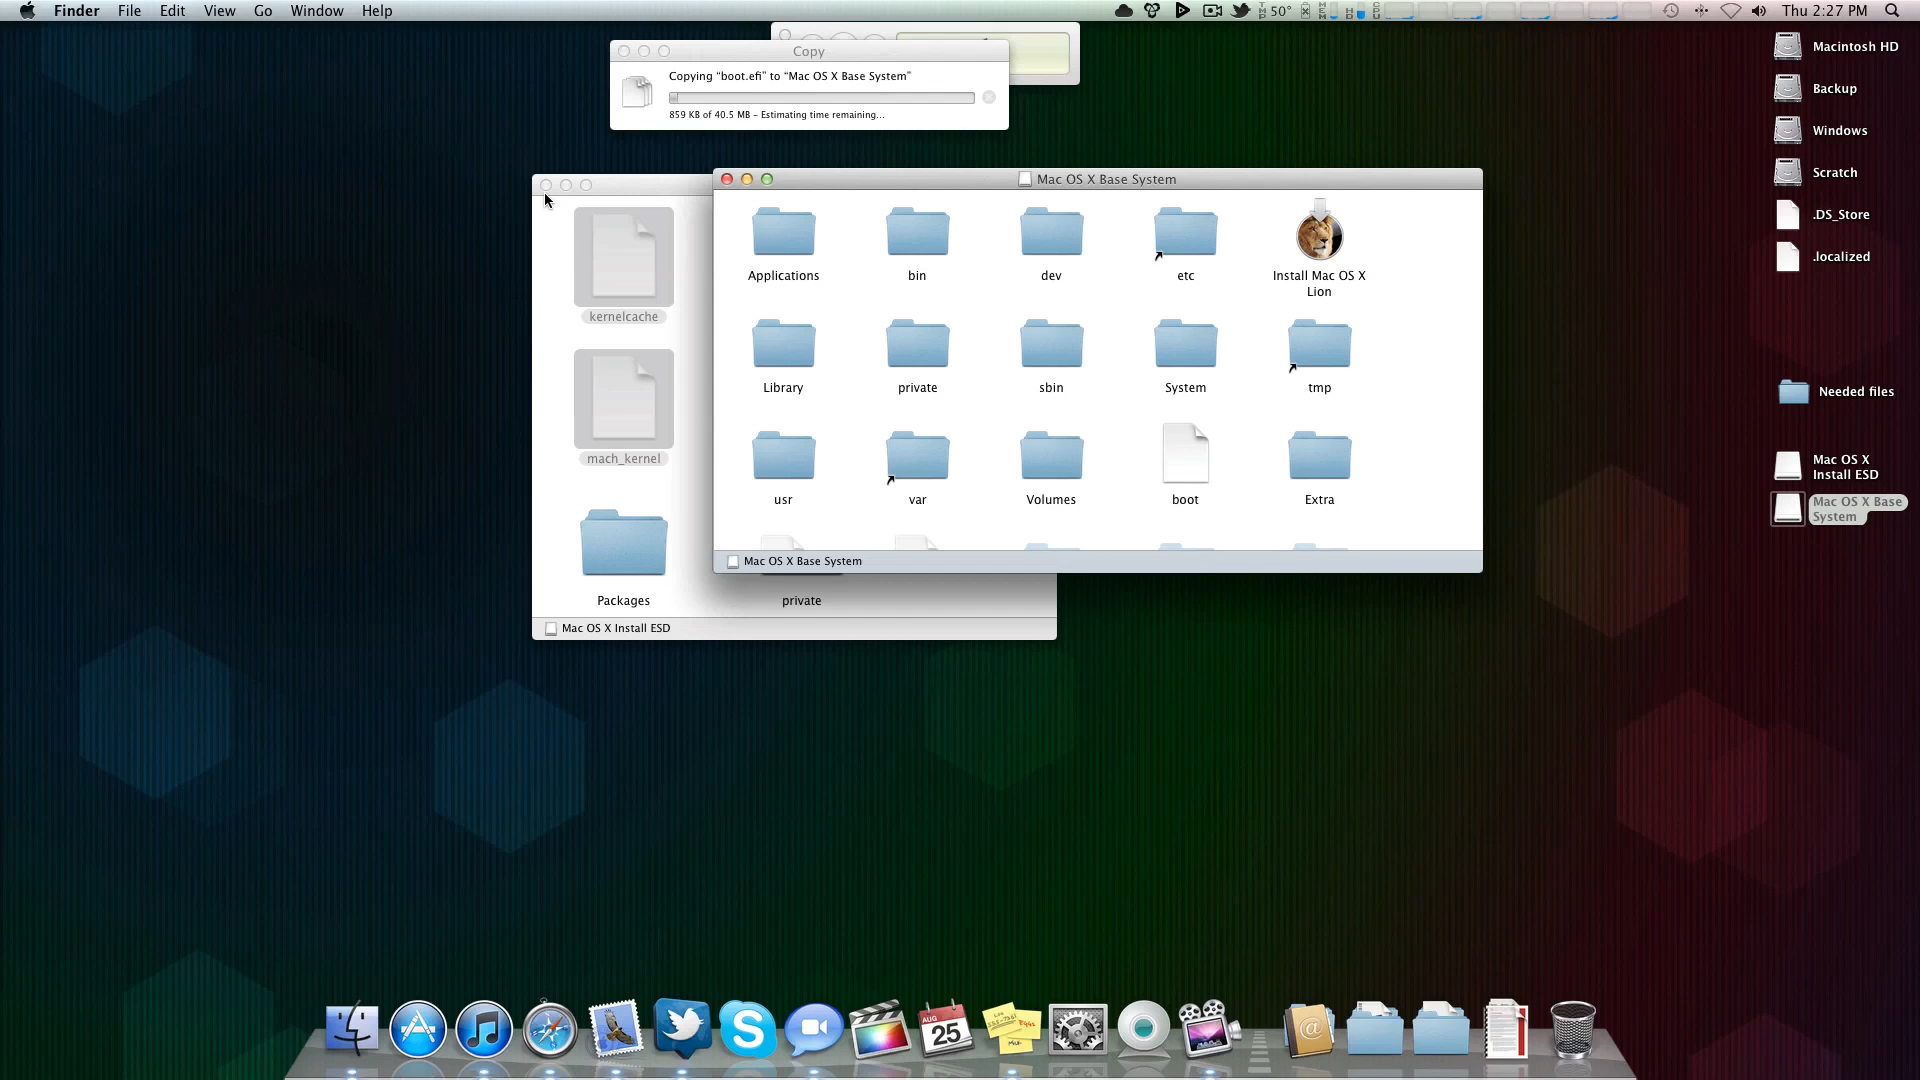 Finder File Edit View Go Window Help
50° Thu 2:27 PM
Copy
Copying “boot.efi” to “Mac OS X Base System”
859 KB of 40.5 MB – Estimating time remaining...
Macintosh HD
Backup
Windows
Scratch
.DS_Store
.localized
Needed files
Mac OS X
Install ESD
Mac OS X Base
System
Mac OS X Base System
Applications
bin
dev
etc
Install Mac OS X
Lion
Library
private
sbin
System
tmp
usr
var
Volumes
boot
Extra
Mac OS X Base System
kernelcache
mach_kernel
Packages
private
Mac OS X Install ESD
AUG
25